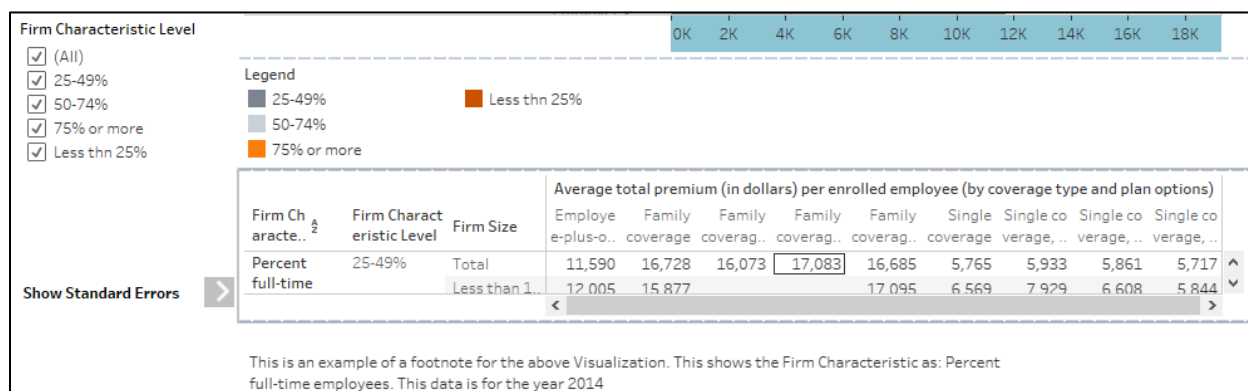 Firm Characteristic Level
(All)
25-49%
50-74%
75% or more
Less thn 25%
Show Standard Errors
0K 2K 4K 6K 8K 10K 12K 14K 16K 18K
Legend
25-49% Less thn 25%
50-74%
75% or more
Average total premium (in dollars) per enrolled employee (by coverage type and plan options)
Firm Ch Firm Charact Firm Size Employe Family Family Family Family Single Single co Single co Single co
aracte.. eristic Level e-plus-o.. coverage coverag.. coverag.. coverag.. coverage verage, .. verage, .. verage, ..
Percent 25-49% Total 11,590 16,728 16,073 17,083 16,685 5,765 5,933 5,861 5,717
full-time Less than 1.. 12,005 15,877 17,095 6,569 7,929 6,608 5,844
This is an example of a footnote for the above Visualization. This shows the Firm Characteristic as: Percent
full-time employees. This data is for the year 2014